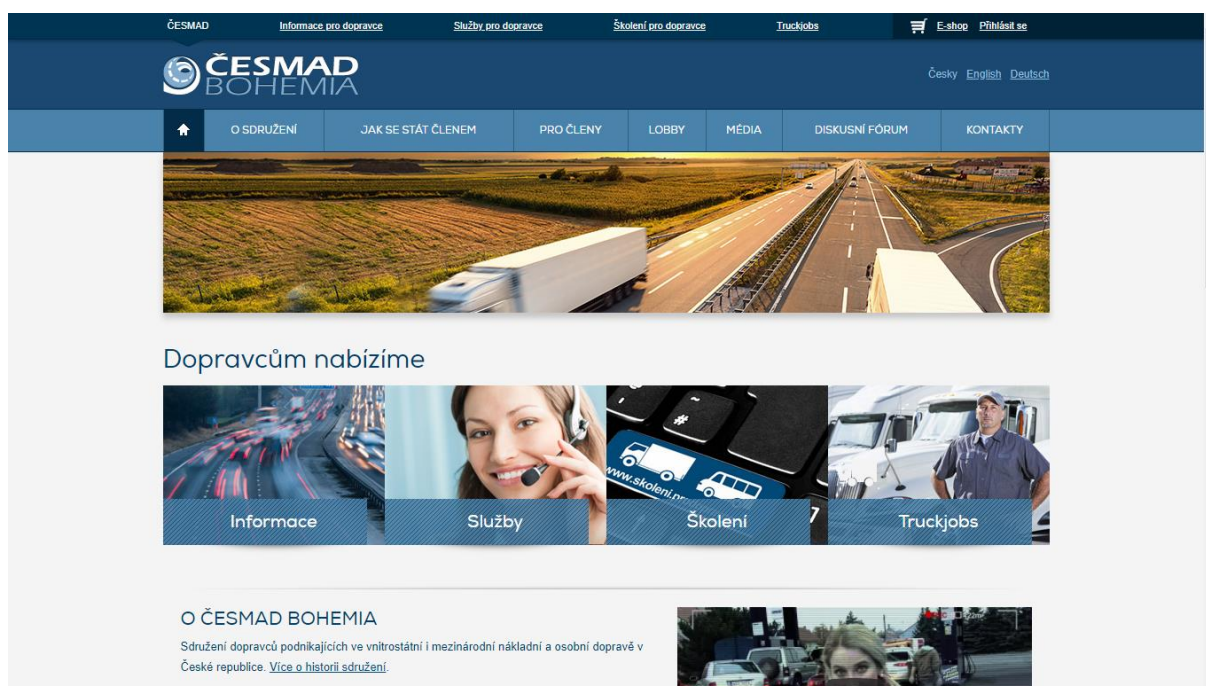 ČESMAD Informace pro dopravce Služby pro dopravce Školení pro dopravce Truckjobs E-shop Přihlásit se
ČESMAD
BOHEMIA
Česky English Deutsch
O SDRUŽENÍ JAK SE STÁT ČLENEM PRO ČLENY LOBBY MÉDIA DISKUSNÍ FÓRUM KONTAKTY
Dopravcům nabízíme
#
7
Informace Služby Školení Truckjobs
O ČESMAD BOHEMIA
Sdružení dopravců podnikajících ve vnitrostátní i mezinárodní nákladní a osobní dopravě v
České republice. Více o historii sdružení.